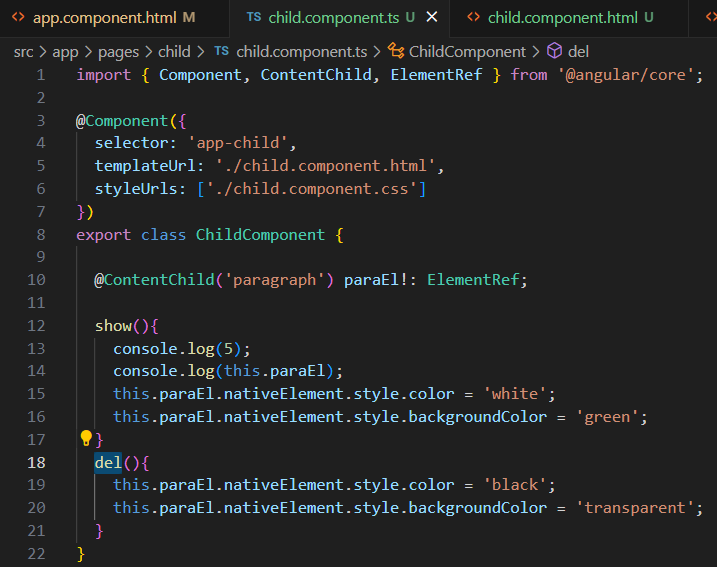 app.component.html M
TS child.component.ts U ×
child.component.html U
src > app > pages > child > TS child.component.ts > ChildComponent > del
1 import { Component, ContentChild, ElementRef } from '@angular/core';
2
3 @Component({
4 selector: 'app-child',
5 templateUrl: './child.component.html',
6 styleUrls: ['./child.component.css']
7 })
8 export class ChildComponent {
9
10 @ContentChild('paragraph') paraEl!: ElementRef;
11
12 show(){
13 console.log(5);
14 console.log(this.paraEl);
15 this.paraEl.nativeElement.style.color = 'white';
16 this.paraEl.nativeElement.style.backgroundColor = 'green';
17 }
18 del(){
19 this.paraEl.nativeElement.style.color = 'black';
20 this.paraEl.nativeElement.style.backgroundColor = 'transparent';
21 }
22 }